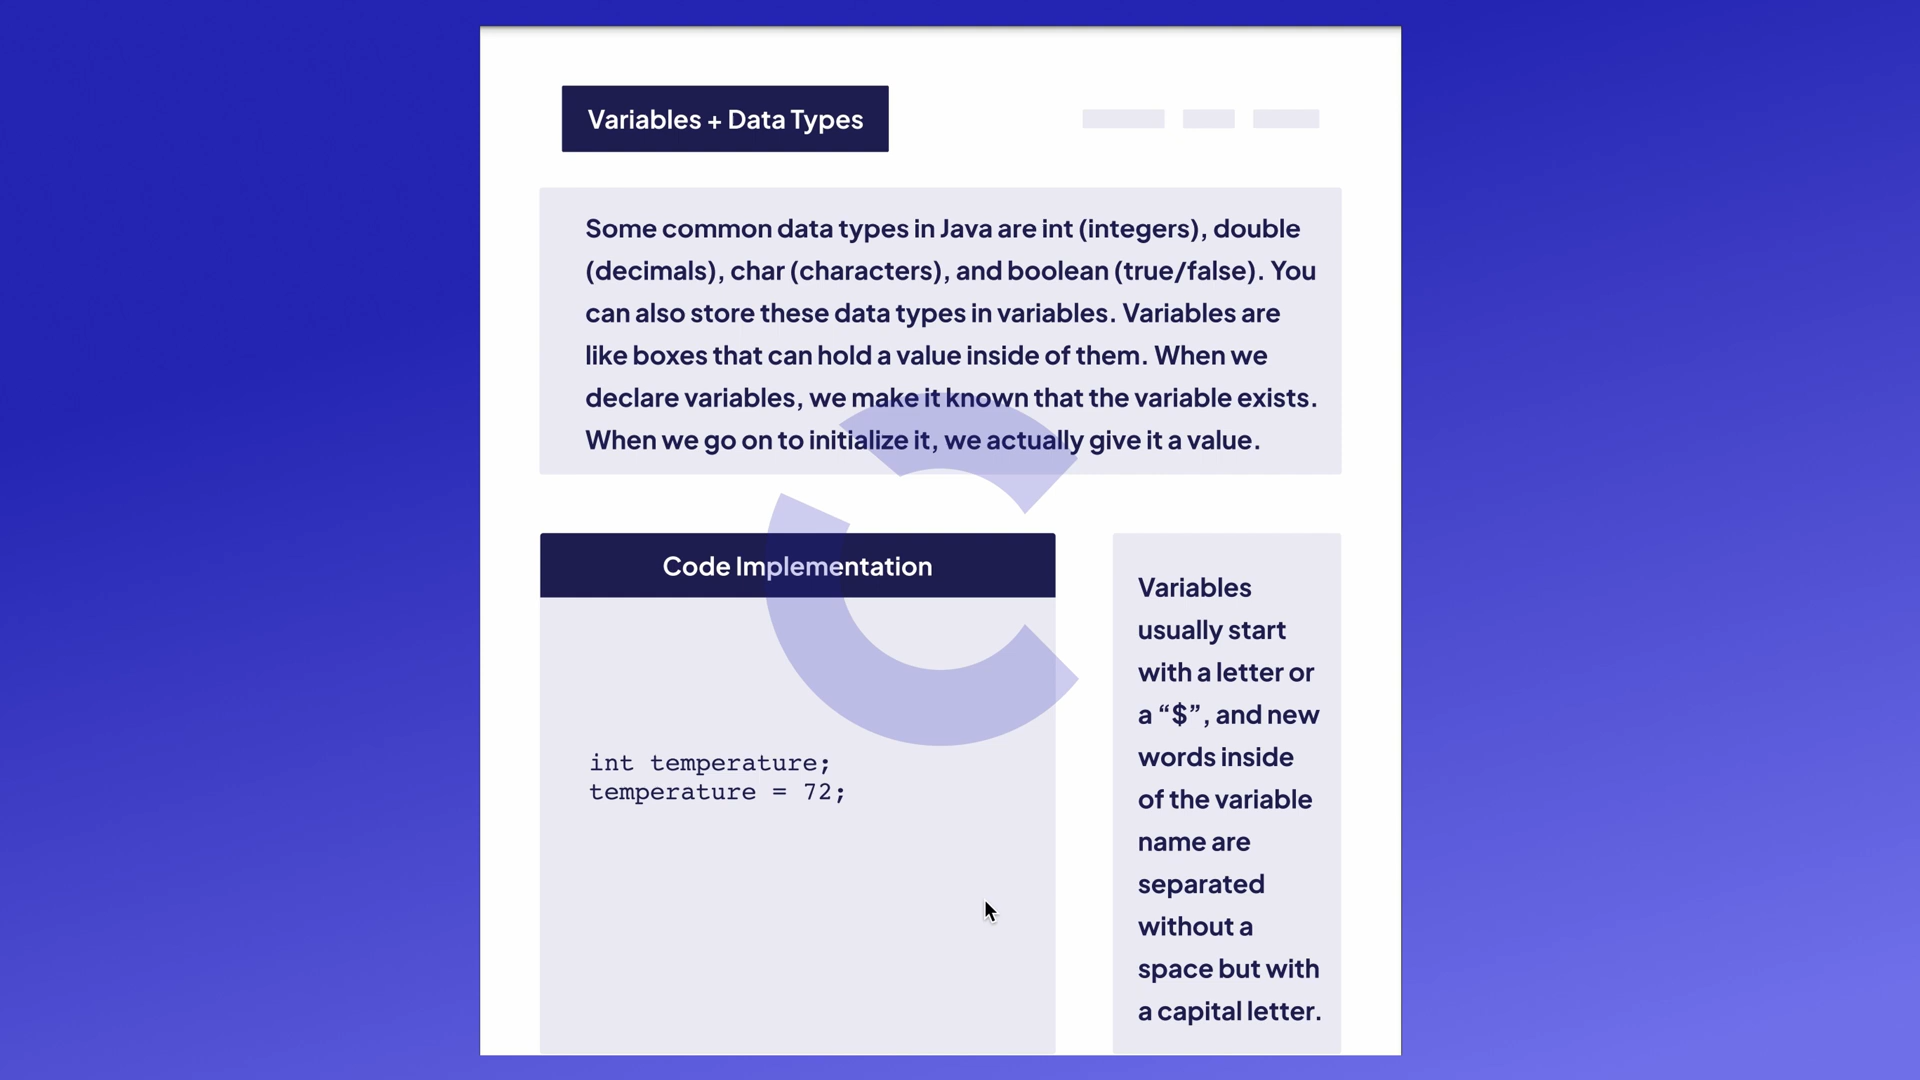 Variables + Data Types
Some common data types in Java are int (integers), double
(decimals), char (characters), and boolean (true/false). You
can also store these data types in variables. Variables are
like boxes that can hold a value inside of them. When we
declare variables, we make it known that the variable exists.
When we go on to initialize it, we actually give it a value.
Code Implementation
int temperature;
temperature = 72;
Variables
usually start
with a letter or
a “$”, and new
words inside
of the variable
name are
separated
without a
space but with
a capital letter.